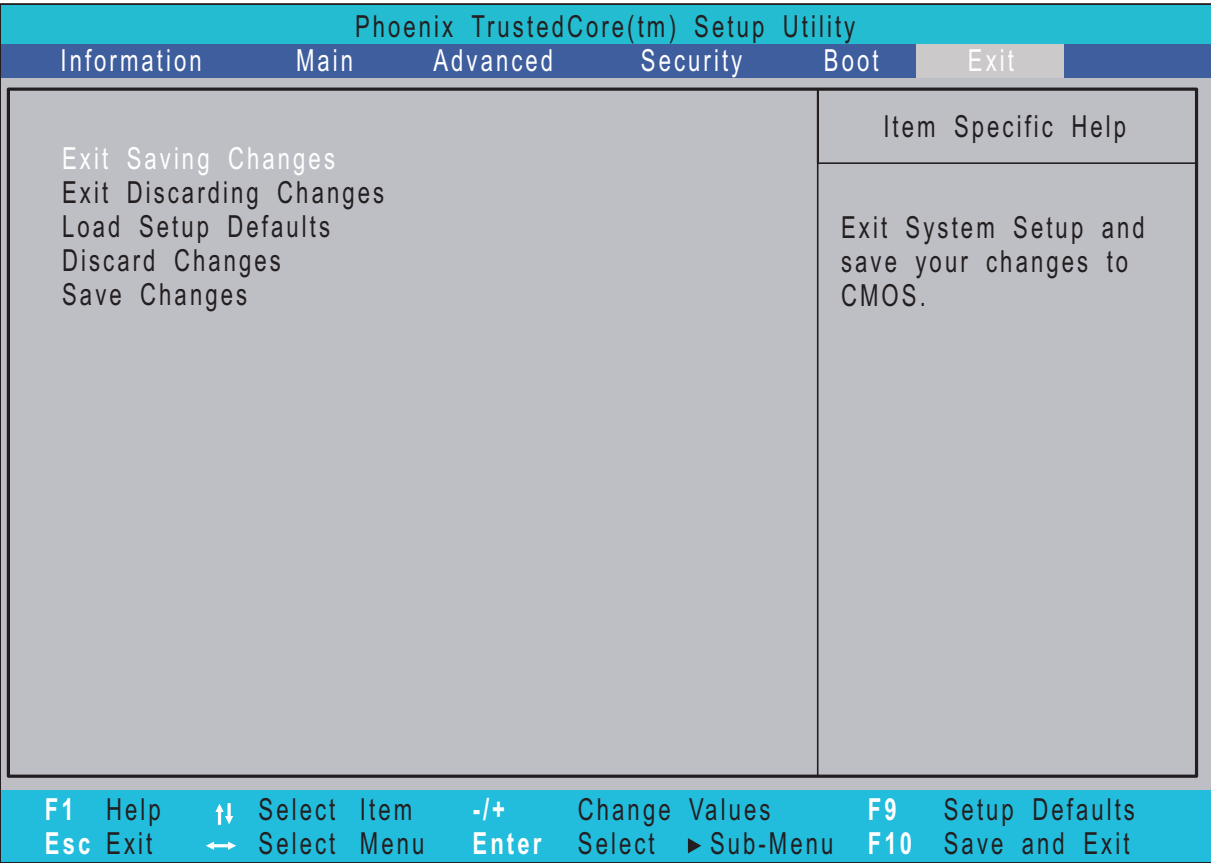 Phoenix TrustedCore(tm) Setup Utility
Information Main Advanced Security Boot Exit
Exit Saving Changes
Exit Discarding Changes
Load Setup Defaults
Discard Changes
Save Changes
Item Specific Help
Exit System Setup and
save your changes to
CMOS.
F1 Help ↑↓ Select Item -/+ Change Values F9 Setup Defaults
Esc Exit ↔ Select Menu Enter Select ▶ Sub-Menu F10 Save and Exit